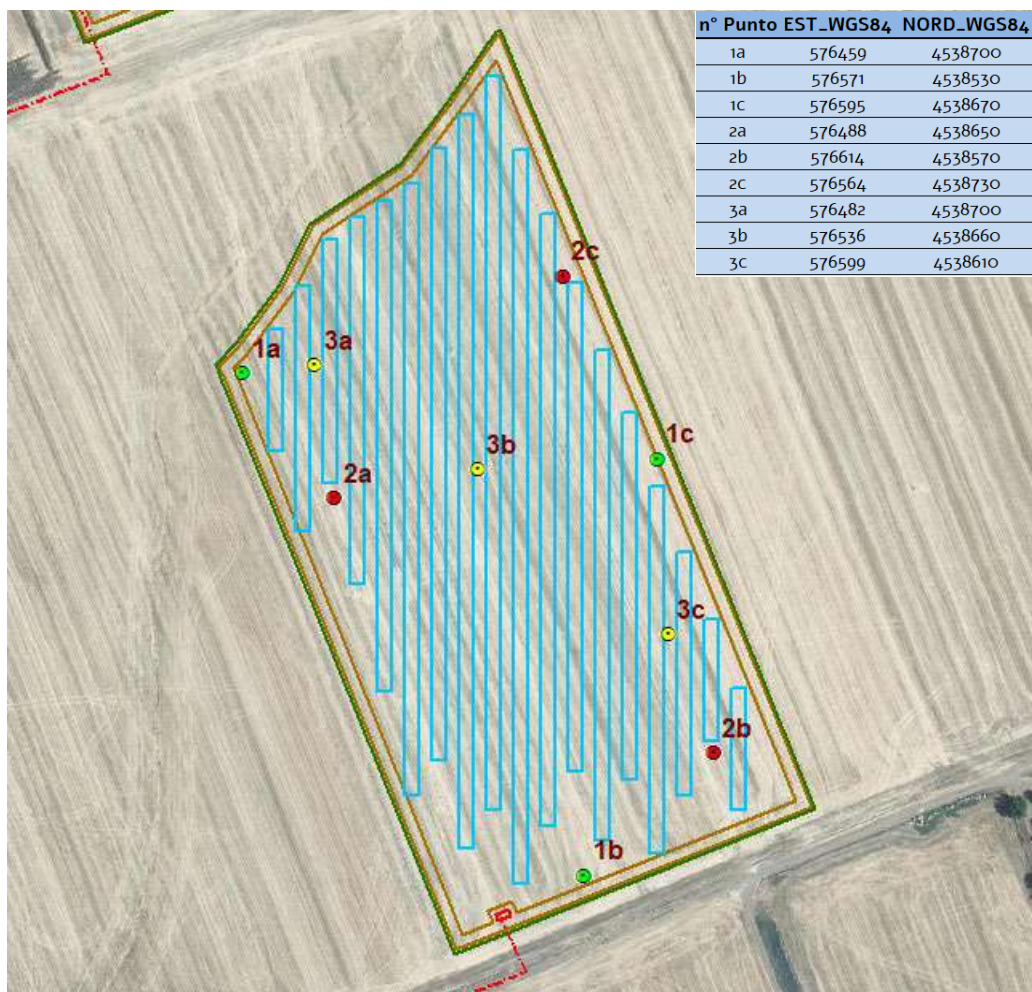 n° Punto EST_WGS84 NORD_WGS84
1a 576459 4538700
1b 576571 4538530
1c 576595 4538670
2a 576488 4538650
2b 576614 4538570
2c 576564 4538730
3a 576482 4538700
3b 576536 4538660
3c 576599 4538610
2c
1a
3a
1c
3b
2a
3c
2b
1b